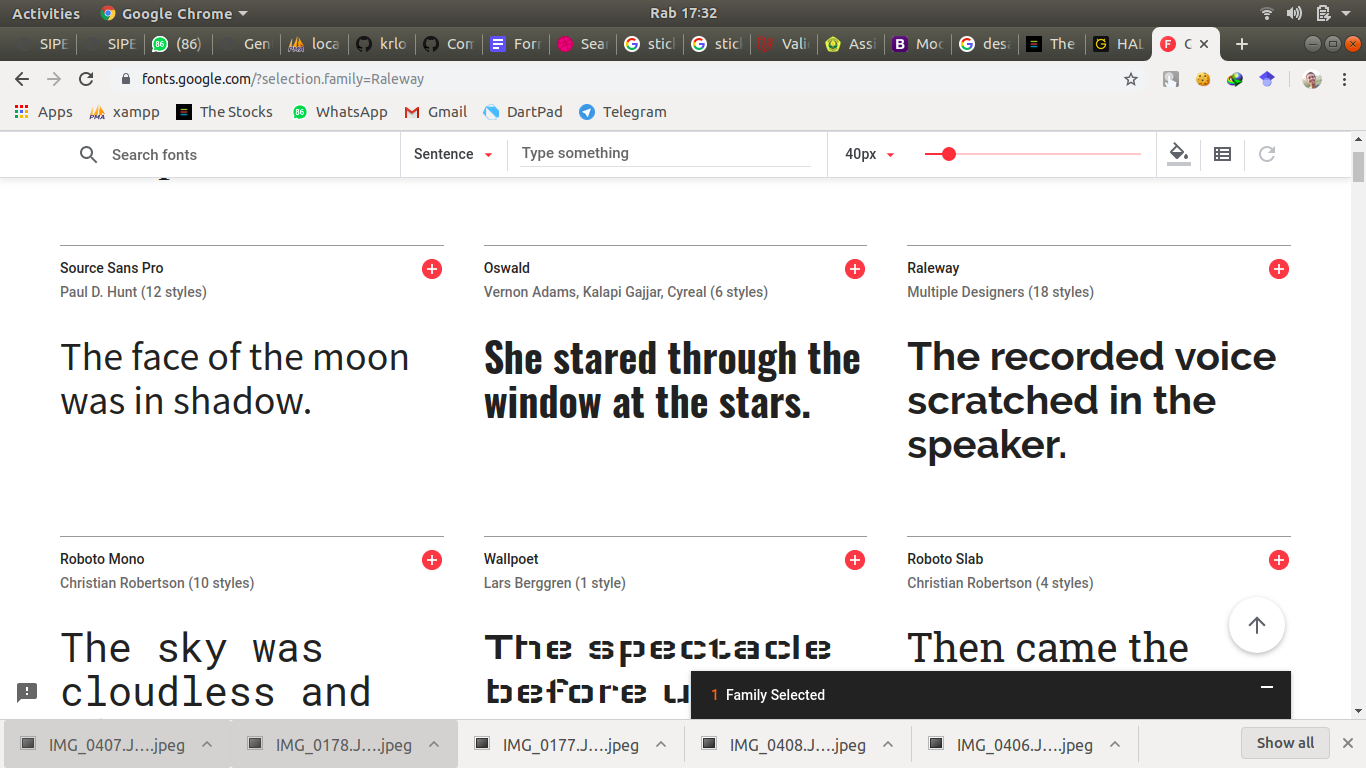 Activities Google Chrome Rab 17:32
SIPE SIPE (86) Gen loca krlo Con Forr Sear stic stic Vali Assi Moc desa The HAL C
fonts.google.com/?selection.family=Raleway
Apps xampp The Stocks WhatsApp Gmail DartPad Telegram
Search fonts Sentence Type something 40px
Source Sans Pro
Paul D. Hunt (12 styles)
The face of the moon
was in shadow.
Oswald
Vernon Adams, Kalapi Gajjar, Cyreal (6 styles)
She stared through the
window at the stars.
Raleway
Multiple Designers (18 styles)
The recorded voice
scratched in the
speaker.
Roboto Mono
Christian Robertson (10 styles)
The sky was
cloudless and
Wallpoet
Lars Berggren (1 style)
The spectacle
before u
Roboto Slab
Christian Robertson (4 styles)
Then came the
1 Family Selected
IMG_0407.J....jpeg IMG_0178.J....jpeg IMG_0177.J....jpeg IMG_0408.J....jpeg IMG_0406.J....jpeg Show all